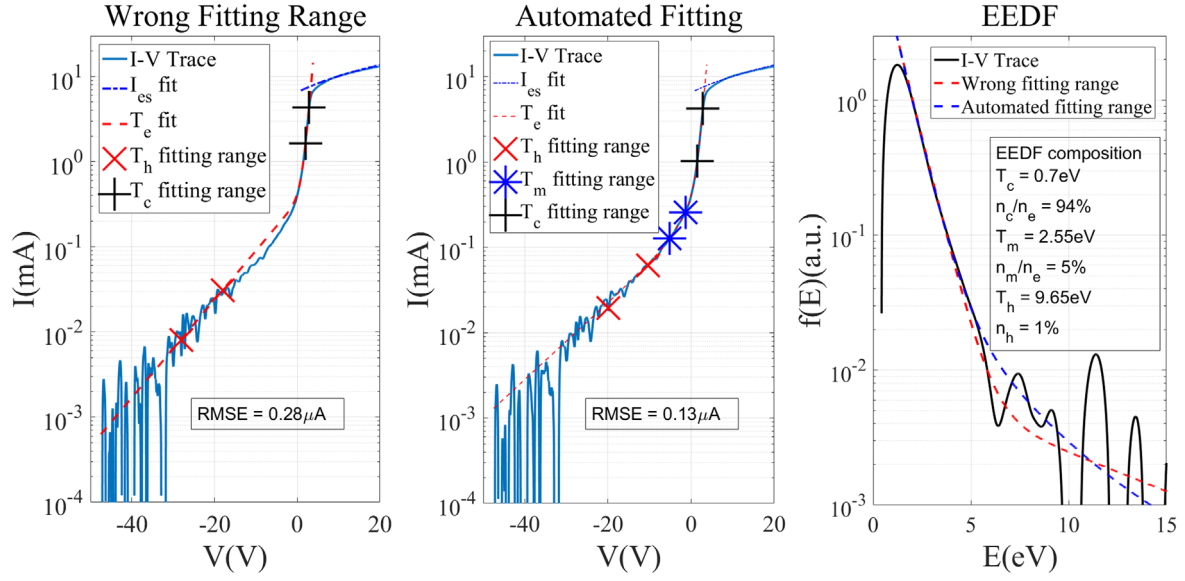 Wrong Fitting Range
I-V Trace
I_es fit
T_e fit
T_h fitting range
T_c fitting range
RMSE = 0.28μA
10^1
10^0
10^-1
10^-2
10^-3
10^-4
I(mA)
-40 -20 0 20
V(V)
Automated Fitting
I-V Trace
I_es fit
T_e fit
T_h fitting range
T_m fitting range
T_c fitting range
RMSE = 0.13μA
10^1
10^0
10^-1
10^-2
10^-3
10^-4
I(mA)
-40 -20 0 20
V(V)
EEDF
I-V Trace
Wrong fitting range
Automated fitting range
EEDF composition
T_c = 0.7eV
n_c/n_e = 94%
T_m = 2.55eV
n_m/n_e = 5%
T_h = 9.65eV
n_h = 1%
10^0
10^-1
10^-2
10^-3
f(E)(a.u.)
0 5 10 15
E(eV)